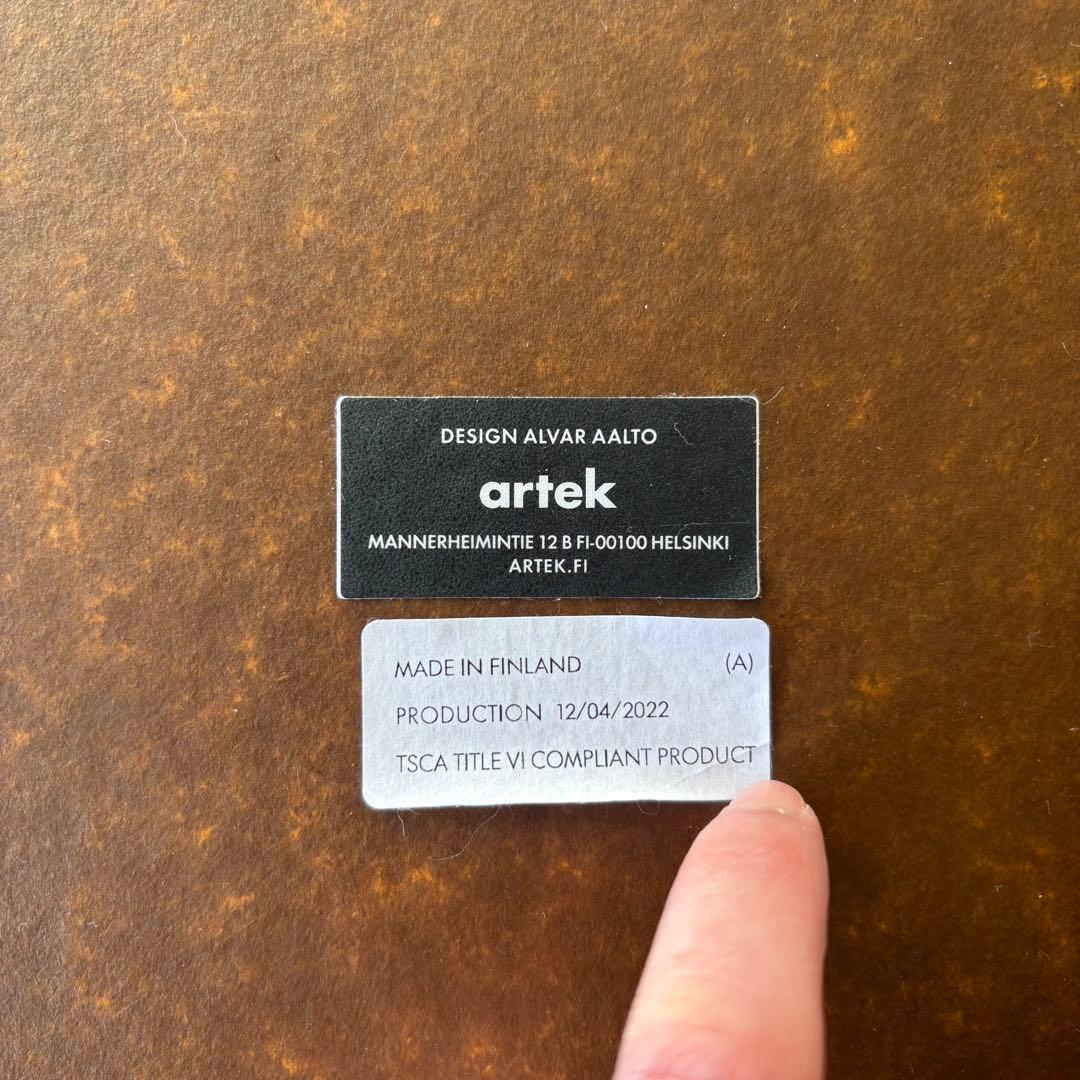 DESIGN ALVAR AALTO
artek
MANNERHEIMINTIE 12 B FI-00100 HELSINKI
ARTEK.FI
MADE IN FINLAND (A)
PRODUCTION 12/04/2022
TSCA TITLE VI COMPLIANT PRODUCT